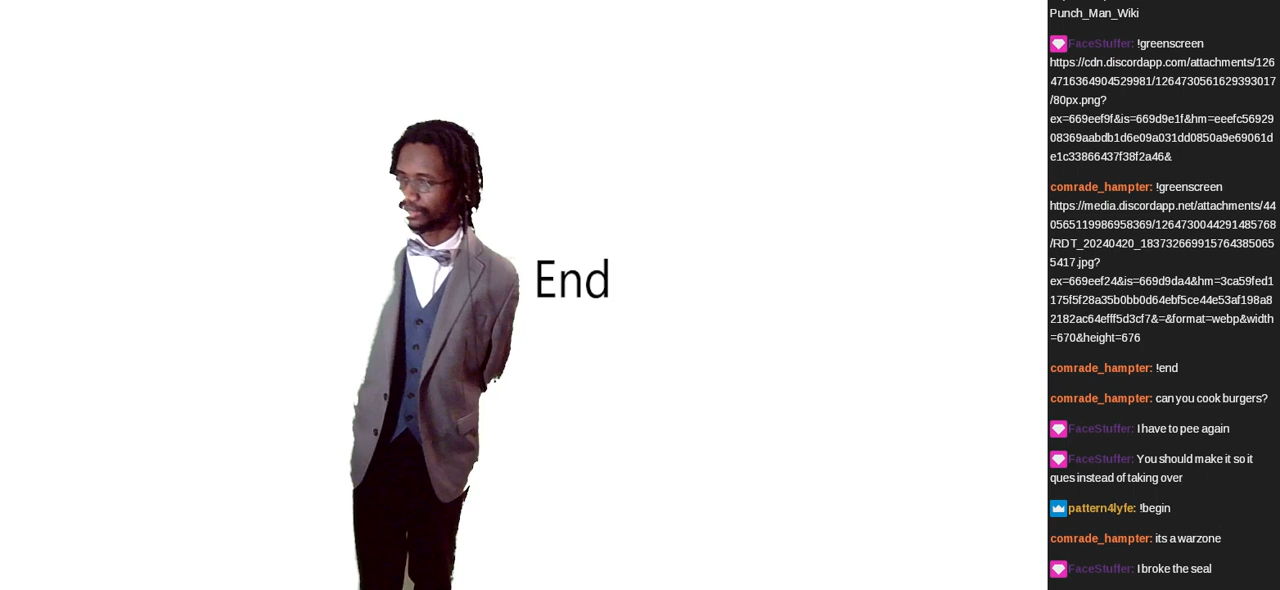 End
Punch_Man_Wiki
FaceStuffer: !greenscreen
https://cdn.discordapp.com/attachments/126
4716364904529981/1264730561629393017
/80px.png?
ex=669eef9f&is=669d9e1f&hm=eeefc56929
08369aabdb1d6e09a031dd0850a9e69061d
e1c33866437f38f2a46&
comrade_hampter: !greenscreen
https://media.discordapp.net/attachments/44
0565119986958369/1264730044291485768
/RDT_20240420_183732669915764385065
5417.jpg?
ex=669eef24&is=669d9da4&hm=3ca59fed1
175f5f28a35b0bb0d64ebf5ce44e53af198a8
2182ac64efff5d3cf7&=&format=webp&width
=670&height=676
comrade_hampter: !end
comrade_hampter: can you cook burgers?
FaceStuffer: I have to pee again
FaceStuffer: You should make it so it
ques instead of taking over
pattern4lyfe: !begin
comrade_hampter: its a warzone
FaceStuffer: I broke the seal